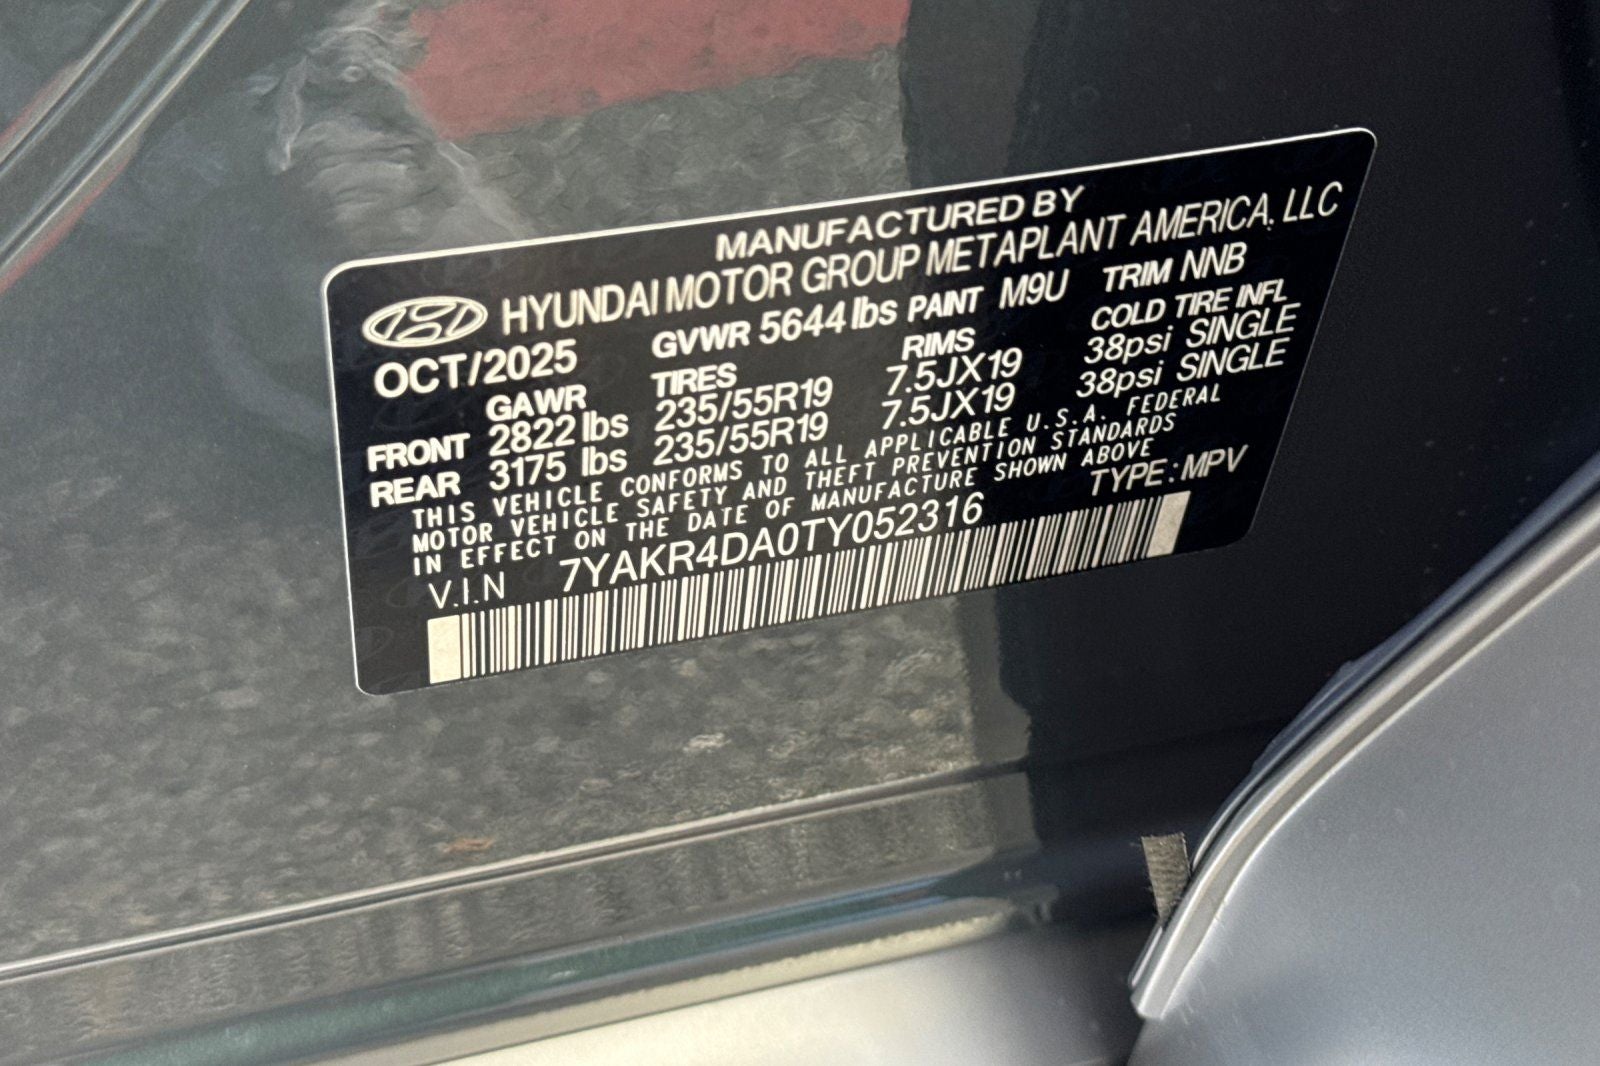 MANUFACTURED BY
HYUNDAI MOTOR GROUP METAPLANT AMERICA, LLC
OCT/2025 GVWR 5644 lbs PAINT M9U TRIM NNB
GAWR TIRES RIMS COLD TIRE INFL
FRONT 2822 lbs 235/55R19 7.5JX19 38psi SINGLE
REAR 3175 lbs 235/55R19 7.5JX19 38psi SINGLE
THIS VEHICLE CONFORMS TO ALL APPLICABLE U.S.A. FEDERAL
MOTOR VEHICLE SAFETY AND THEFT PREVENTION STANDARDS
IN EFFECT ON THE DATE OF MANUFACTURE SHOWN ABOVE
V.I.N 7YAKR4DA0TY052316 TYPE: MPV